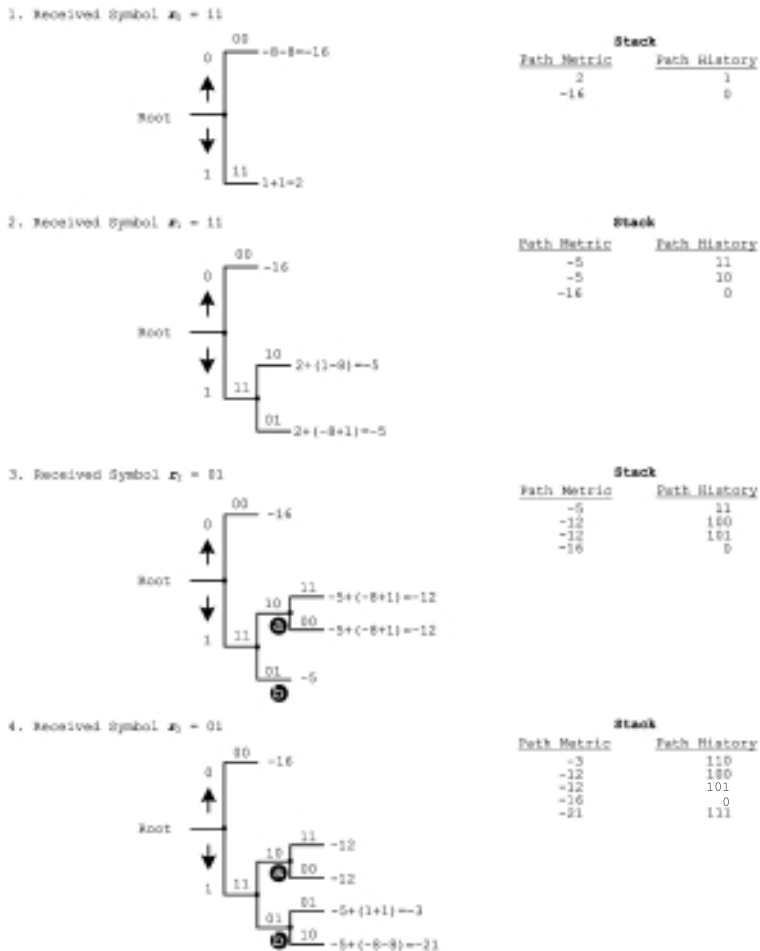 1. Received Symbol r₀ = 11
00
0
-8-8=-16
Root
1
11
1+1=2
Stack
Path Metric Path History
2 1
-16 0
2. Received Symbol r₁ = 11
00
0
-16
Root
10
2+(1-8)=-5
1
11
01
2+(-8+1)=-5
Stack
Path Metric Path History
-5 11
-5 10
-16 0
3. Received Symbol r₂ = 01
00
0
-16
Root
11
10
-5+(-8+1)=-12
a
00
-5+(-8+1)=-12
1
11
01
-5
b
Stack
Path Metric Path History
-5 11
-12 100
-12 101
-16 0
4. Received Symbol = 01
00
0
-16
Root
11
10
-12
a
00
-12
1
11
01
-5+(1+1)=-3
01
b
10
-5+(-8-8)=-21
Stack
Path Metric Path History
-3 110
-12 100
-12 101
-16 0
-21 111